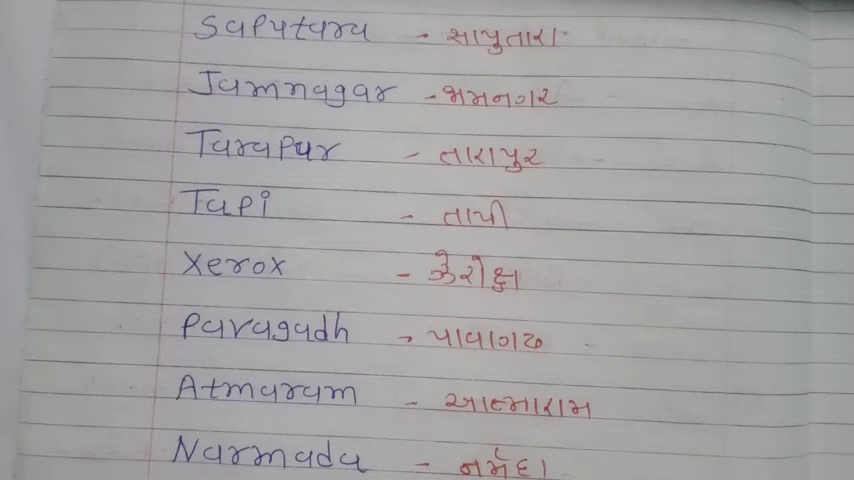 Saputara - સાપુતારા
Jamnagar - જામનગર
Tarapur - તારાપુર
Tapi - તાપી
Xerox - ઝેરોક્ષ
Pavagadh - પાવાગઢ
Atmaram - આત્મારામ
Narmada - નર્મદા